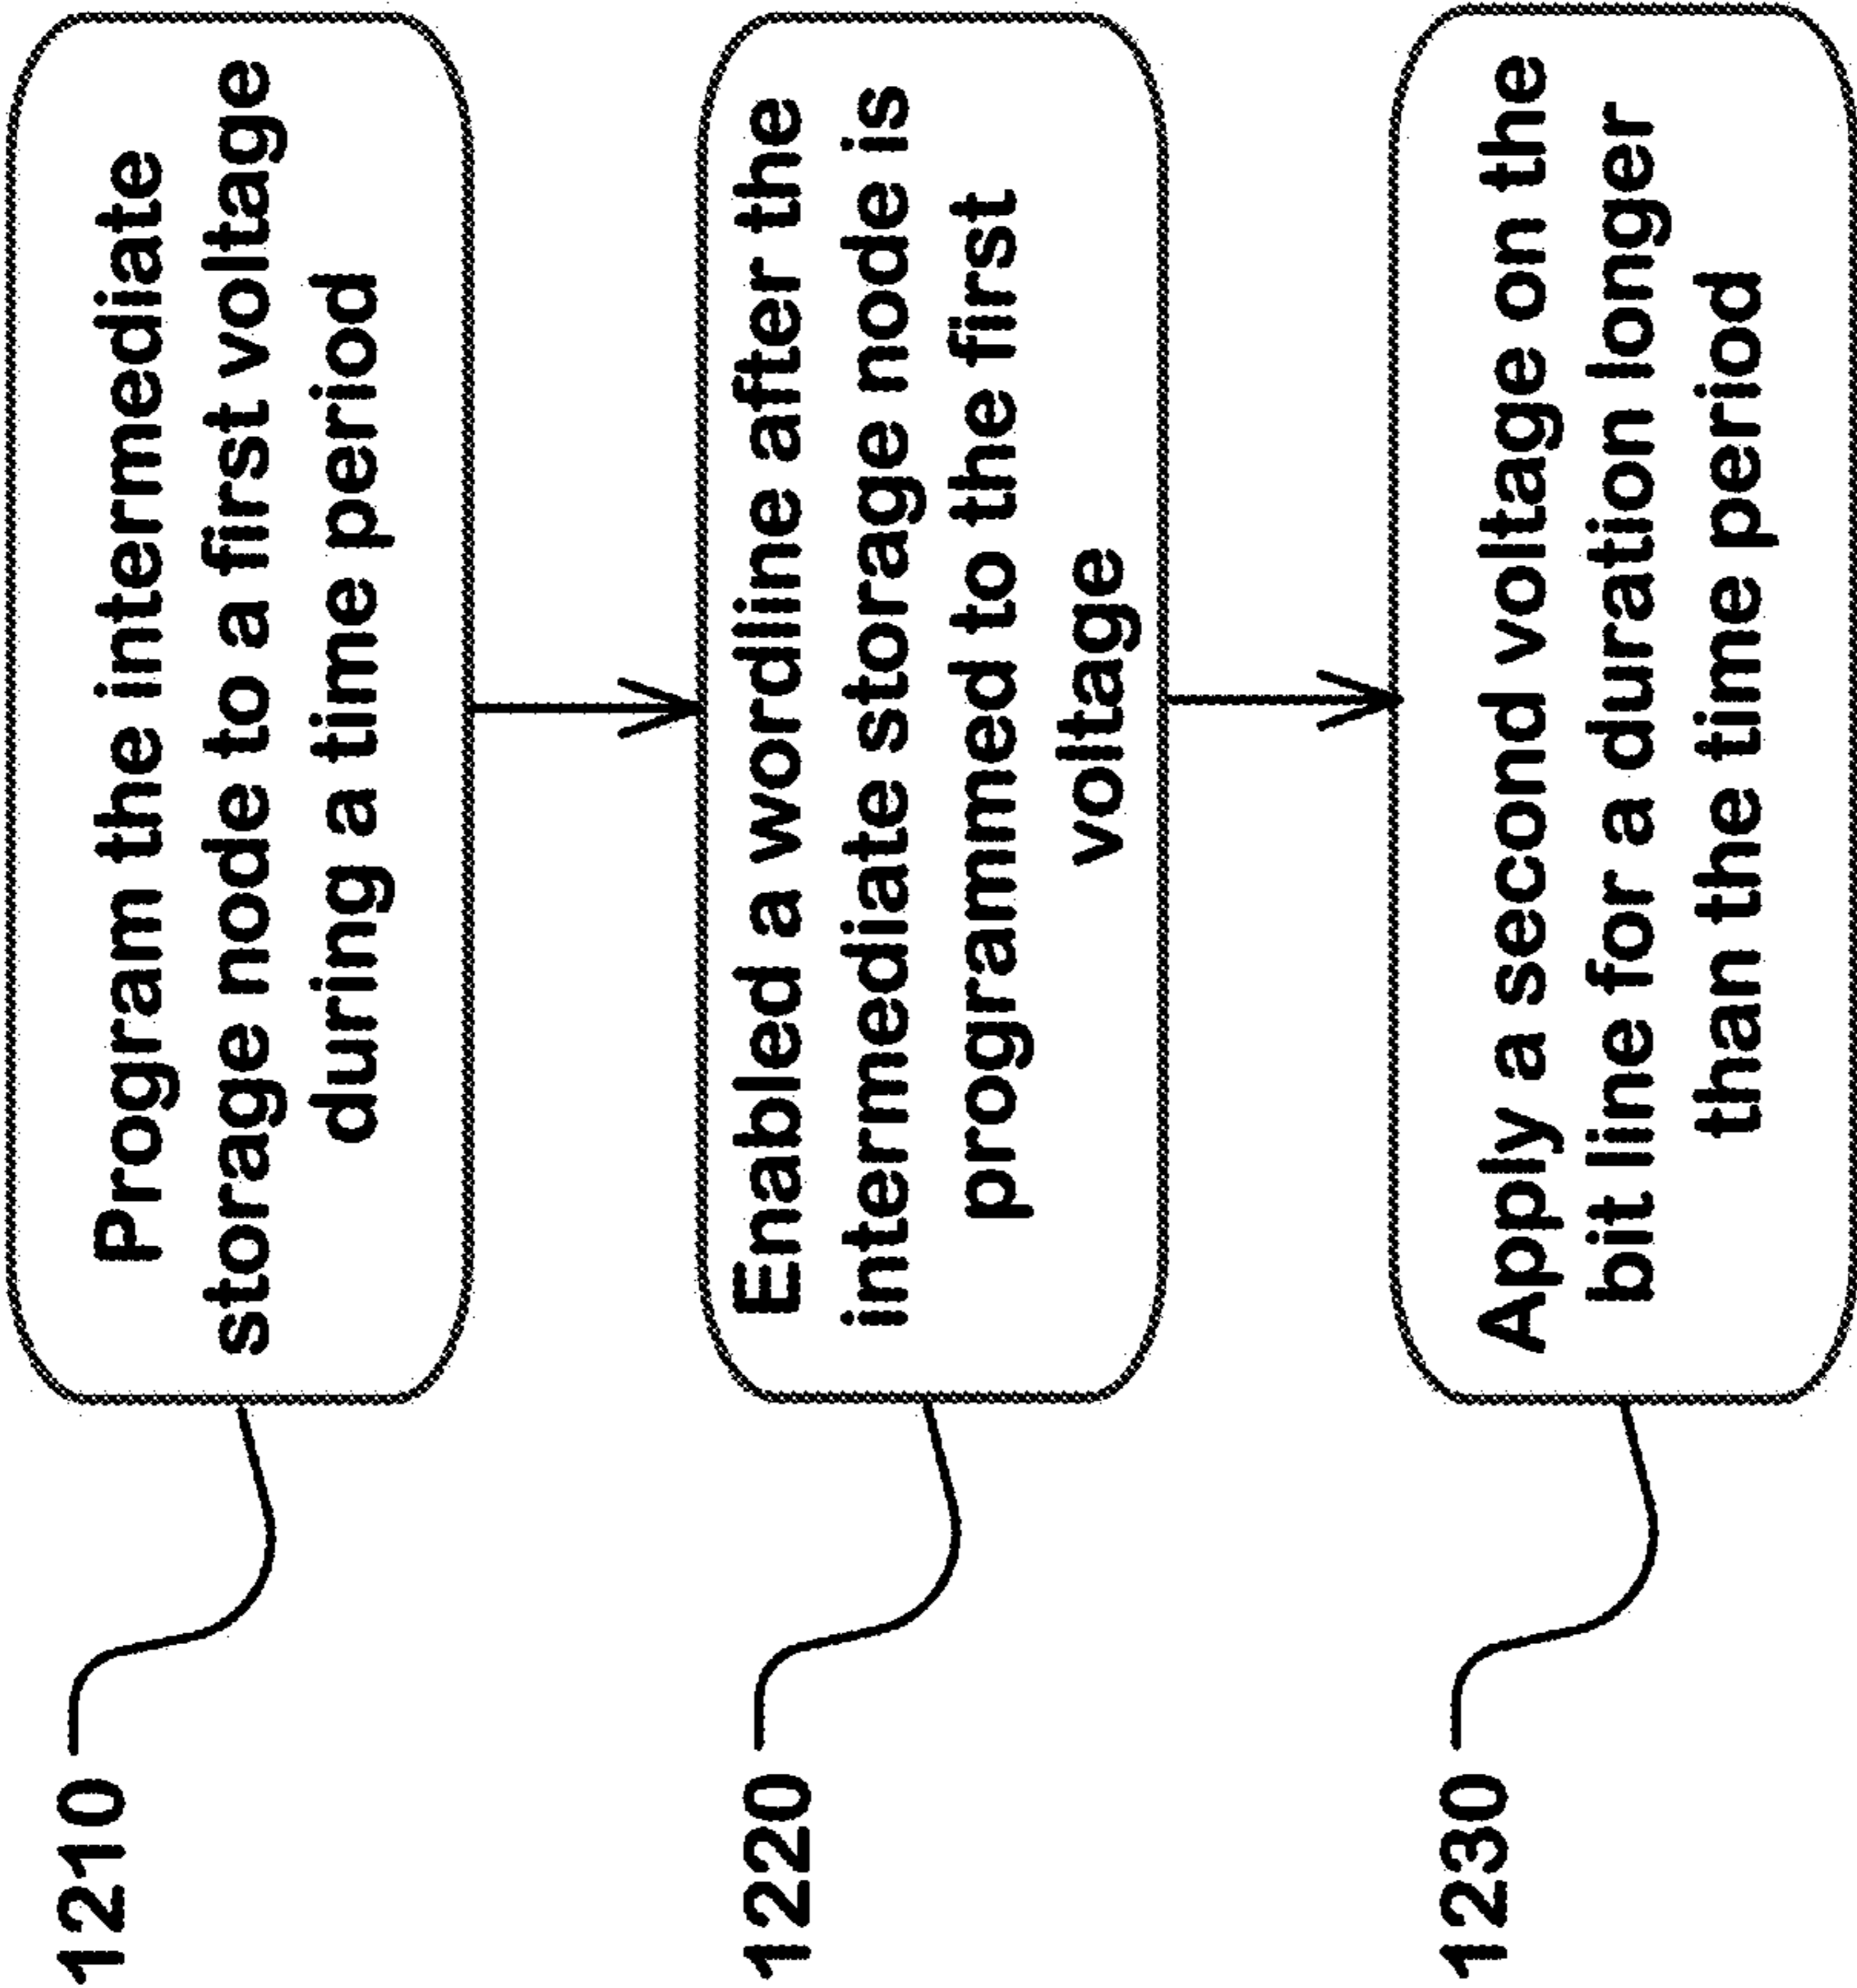 1210
Program the intermediate
storage node to a first voltage
during a time period
1220
Enabled a wordline after the
intermediate storage node is
programmed to the first
voltage
1230
Apply a second voltage on the
bit line for a duration longer
than the time period